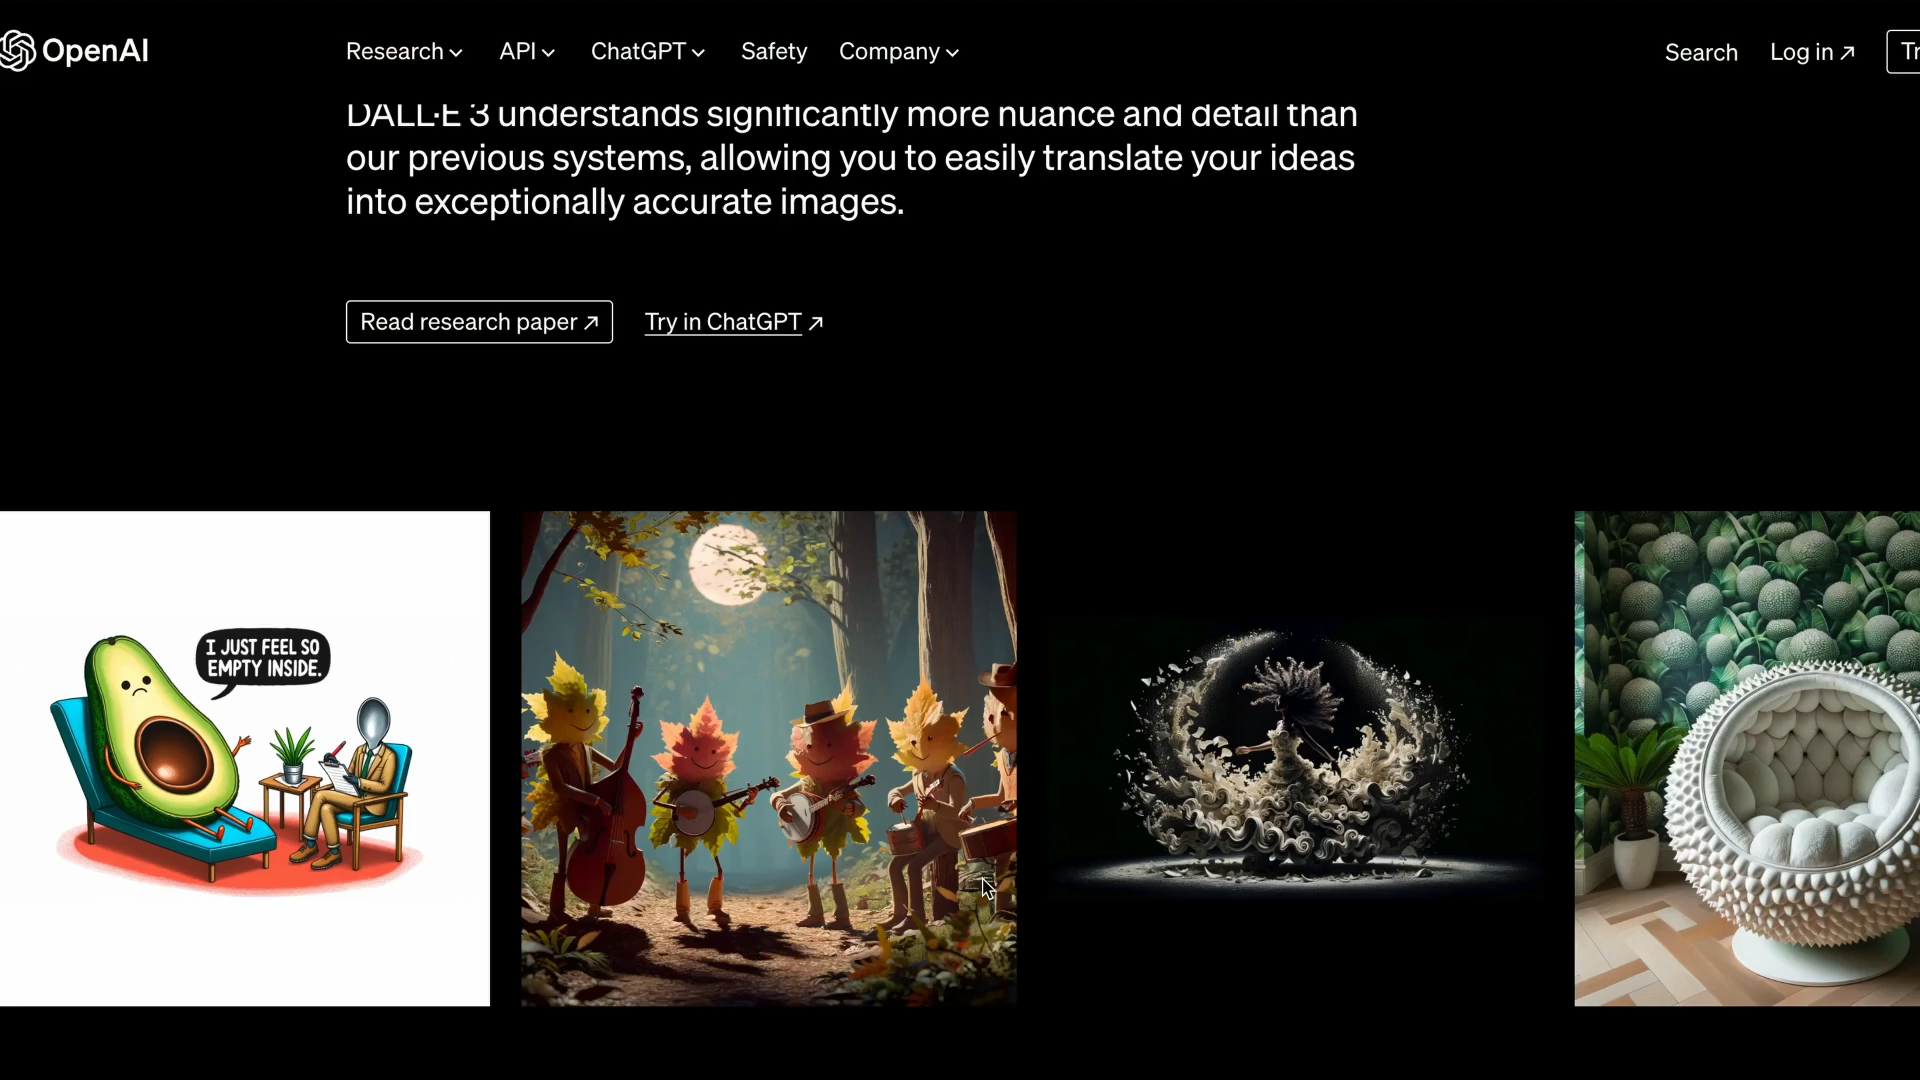 OpenAI
Research
API
ChatGPT
Safety
Company
Search
Log in ↗
Tr
DALL·E 3 understands significantly more nuance and detail than
our previous systems, allowing you to easily translate your ideas
into exceptionally accurate images.
Read research paper ↗
Try in ChatGPT ↗
I JUST FEEL SO
EMPTY INSIDE.